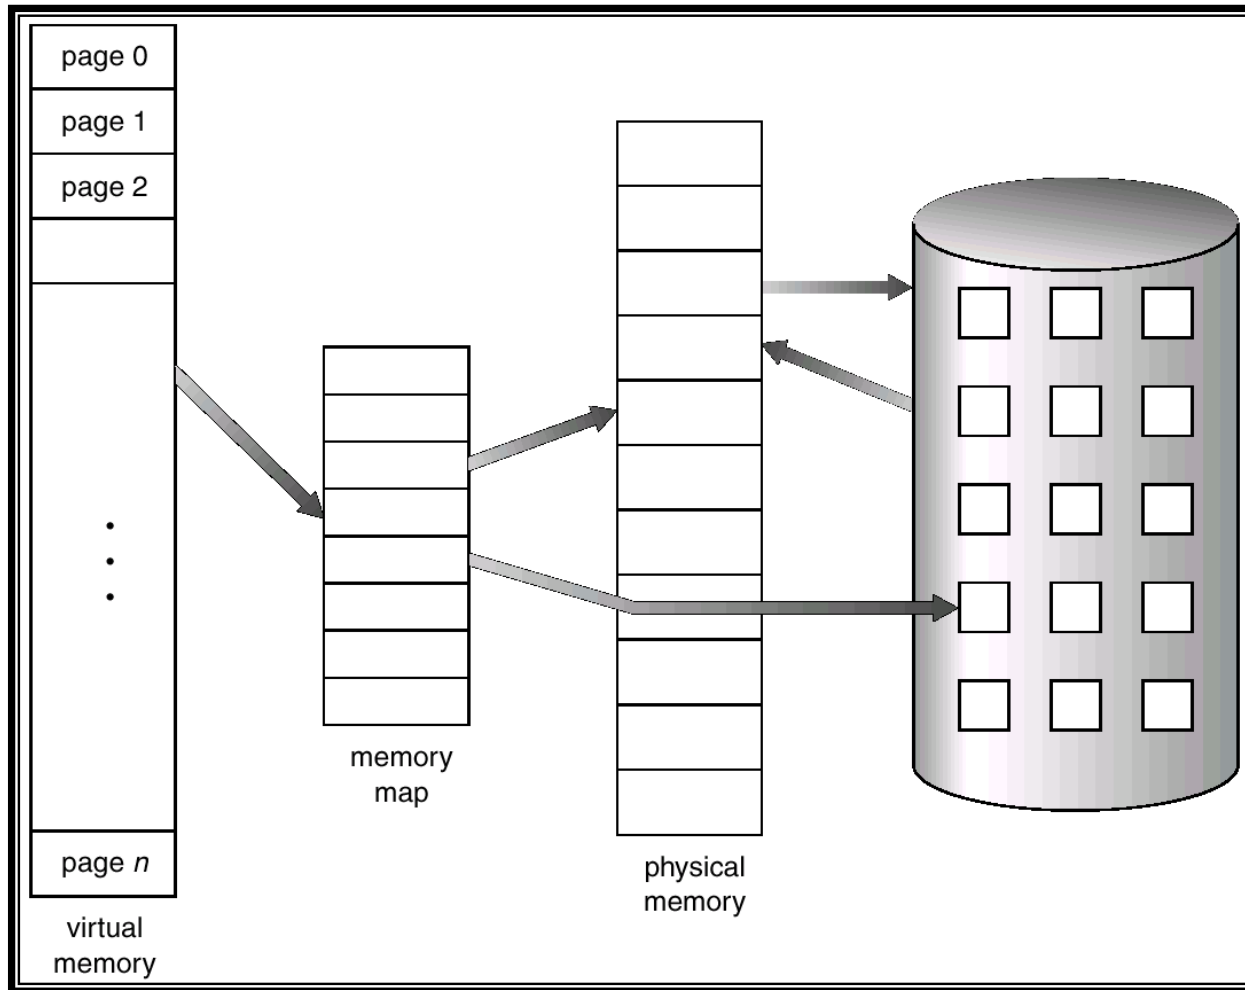 page 0
page 1
page 2
page n
virtual
memory
memory
map
physical
memory